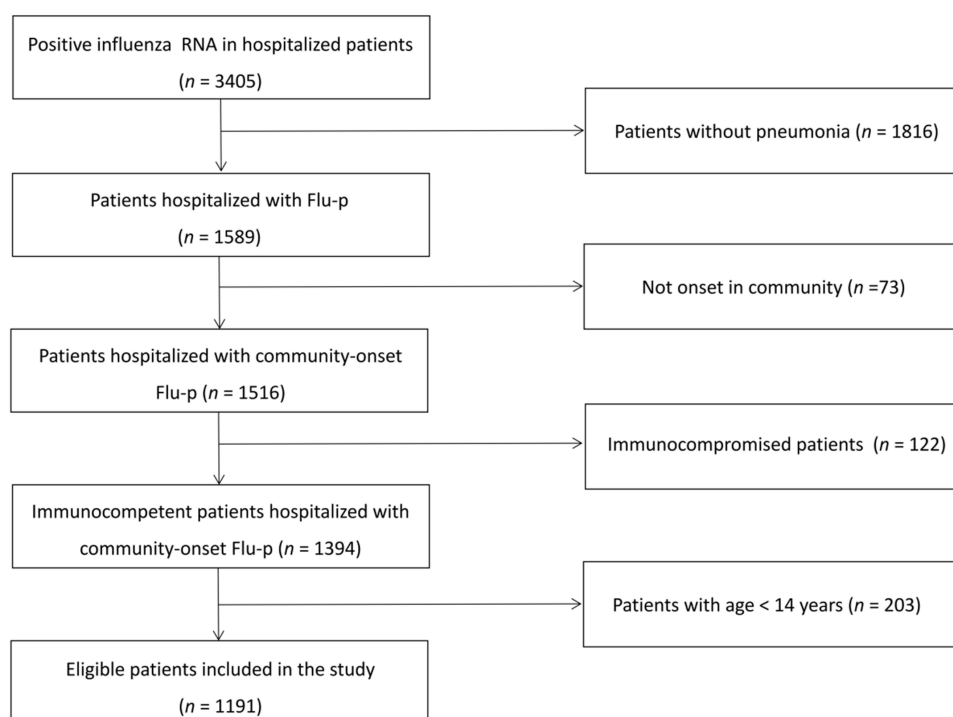 Positive influenza RNA in hospitalized patients
(n = 3405)
Patients without pneumonia (n = 1816)
Patients hospitalized with Flu-p
(n = 1589)
Not onset in community (n =73)
Patients hospitalized with community-onset
Flu-p (n = 1516)
Immunocompromised patients (n = 122)
Immunocompetent patients hospitalized with
community-onset Flu-p (n = 1394)
Patients with age < 14 years (n = 203)
Eligible patients included in the study
(n = 1191)